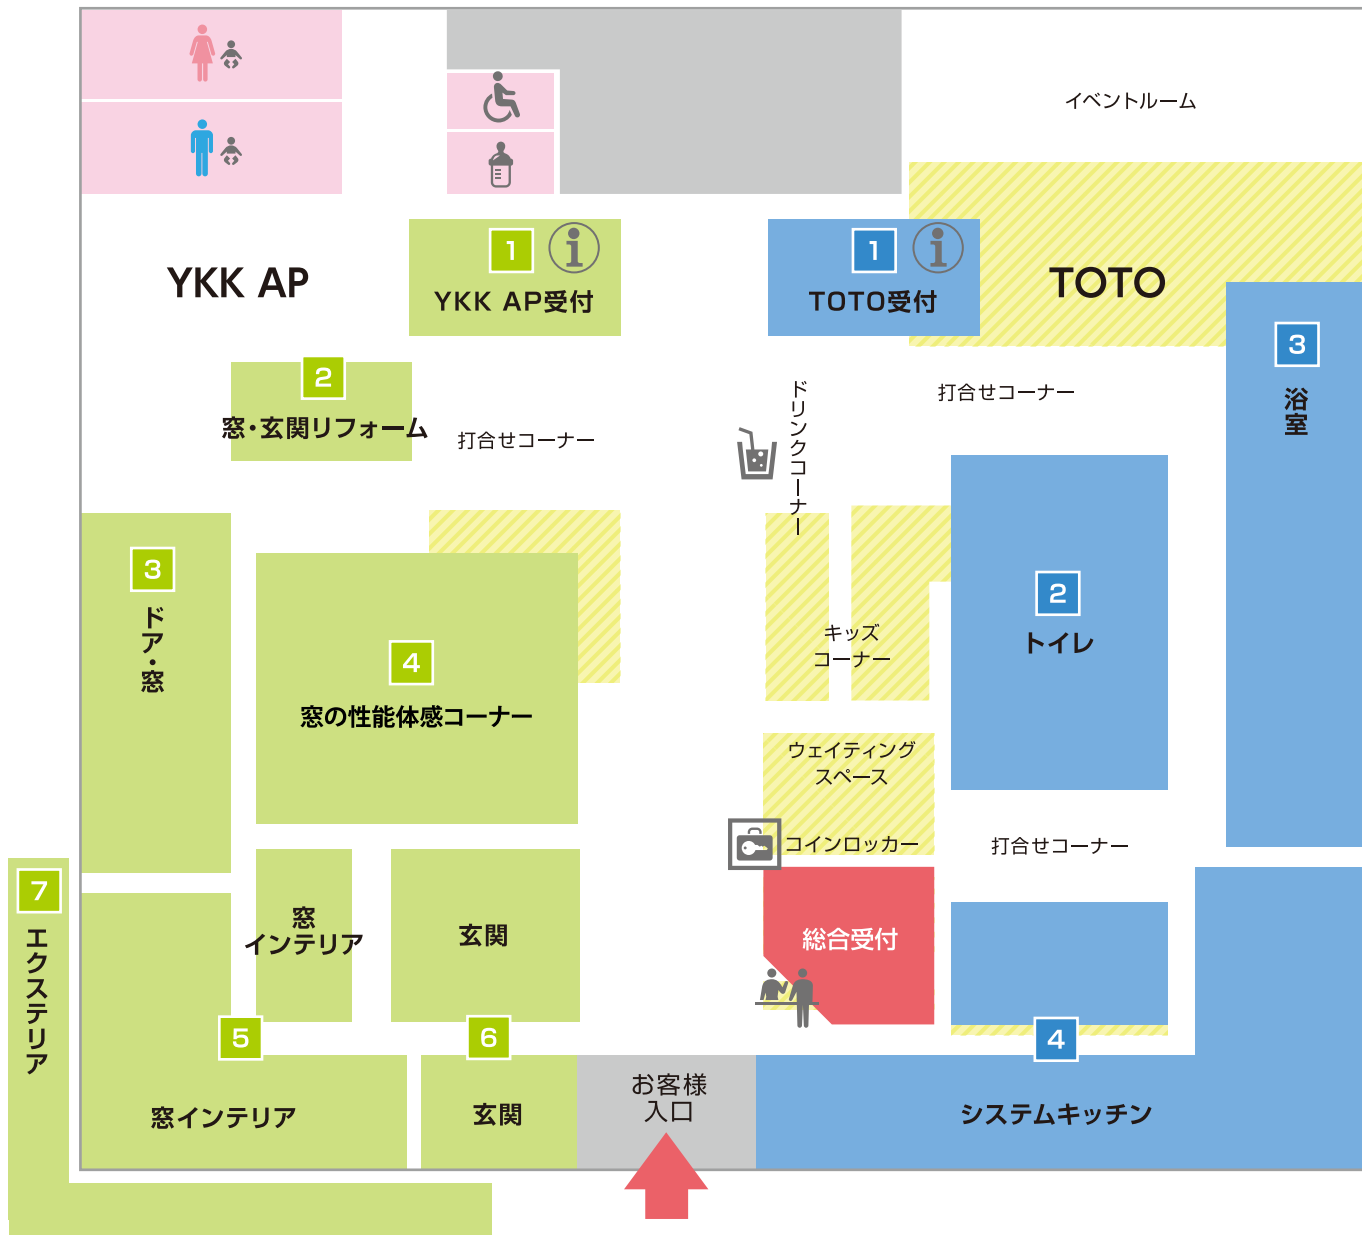 イベントルーム
1
YKK AP受付
1
TOTO受付
YKK AP
TOTO
2
窓・玄関リフォーム
打合せコーナー
ドリンクコーナー
打合せコーナー
3
浴室
3
ドア・窓
4
窓の性能体感コーナー
キッズ
コーナー
2
トイレ
ウェイティング
スペース
コインロッカー
打合せコーナー
7
エクステリア
窓
インテリア
玄関
総合受付
5
窓インテリア
6
玄関
お客様
入口
4
システムキッチン